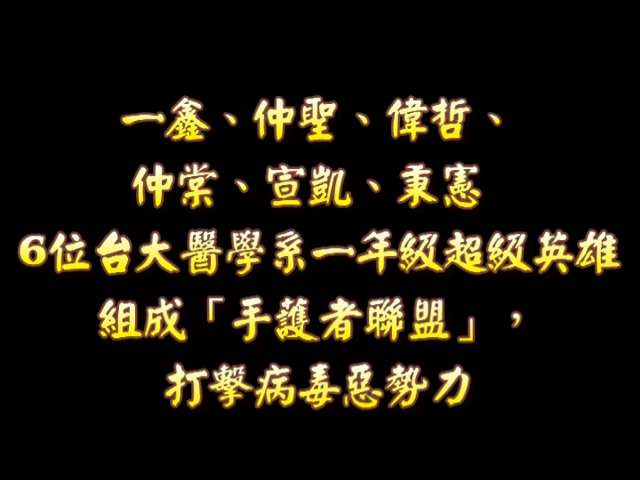 一鑫、仲聖、偉哲、
仲棠、宣凱、秉憲
6位台大醫學系一年級超級英雄
組成「手護者聯盟」，
打擊病毒惡勢力